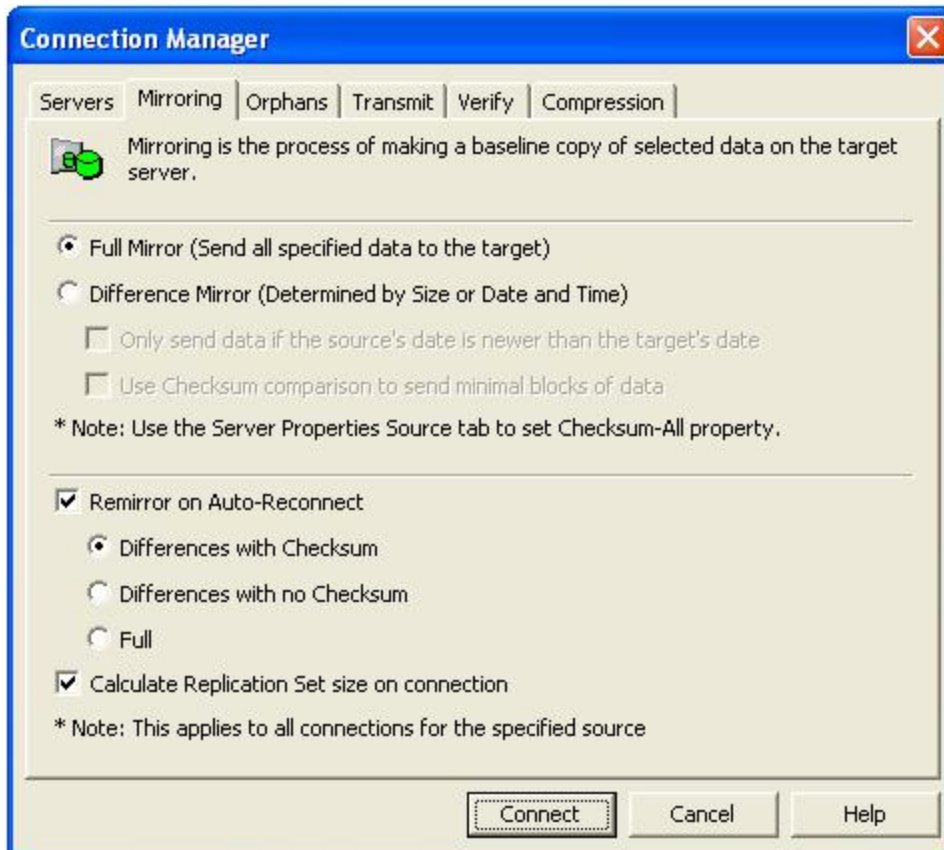 Connection Manager
Servers Mirroring Orphans Transmit Verify Compression
Mirroring is the process of making a baseline copy of selected data on the target
server.
Full Mirror (Send all specified data to the target)
Difference Mirror (Determined by Size or Date and Time)
Only send data if the source's date is newer than the target's date
Use Checksum comparison to send minimal blocks of data
* Note: Use the Server Properties Source tab to set Checksum-All property.
Remirror on Auto-Reconnect
Differences with Checksum
Differences with no Checksum
Full
Calculate Replication Set size on connection
* Note: This applies to all connections for the specified source
Connect Cancel Help